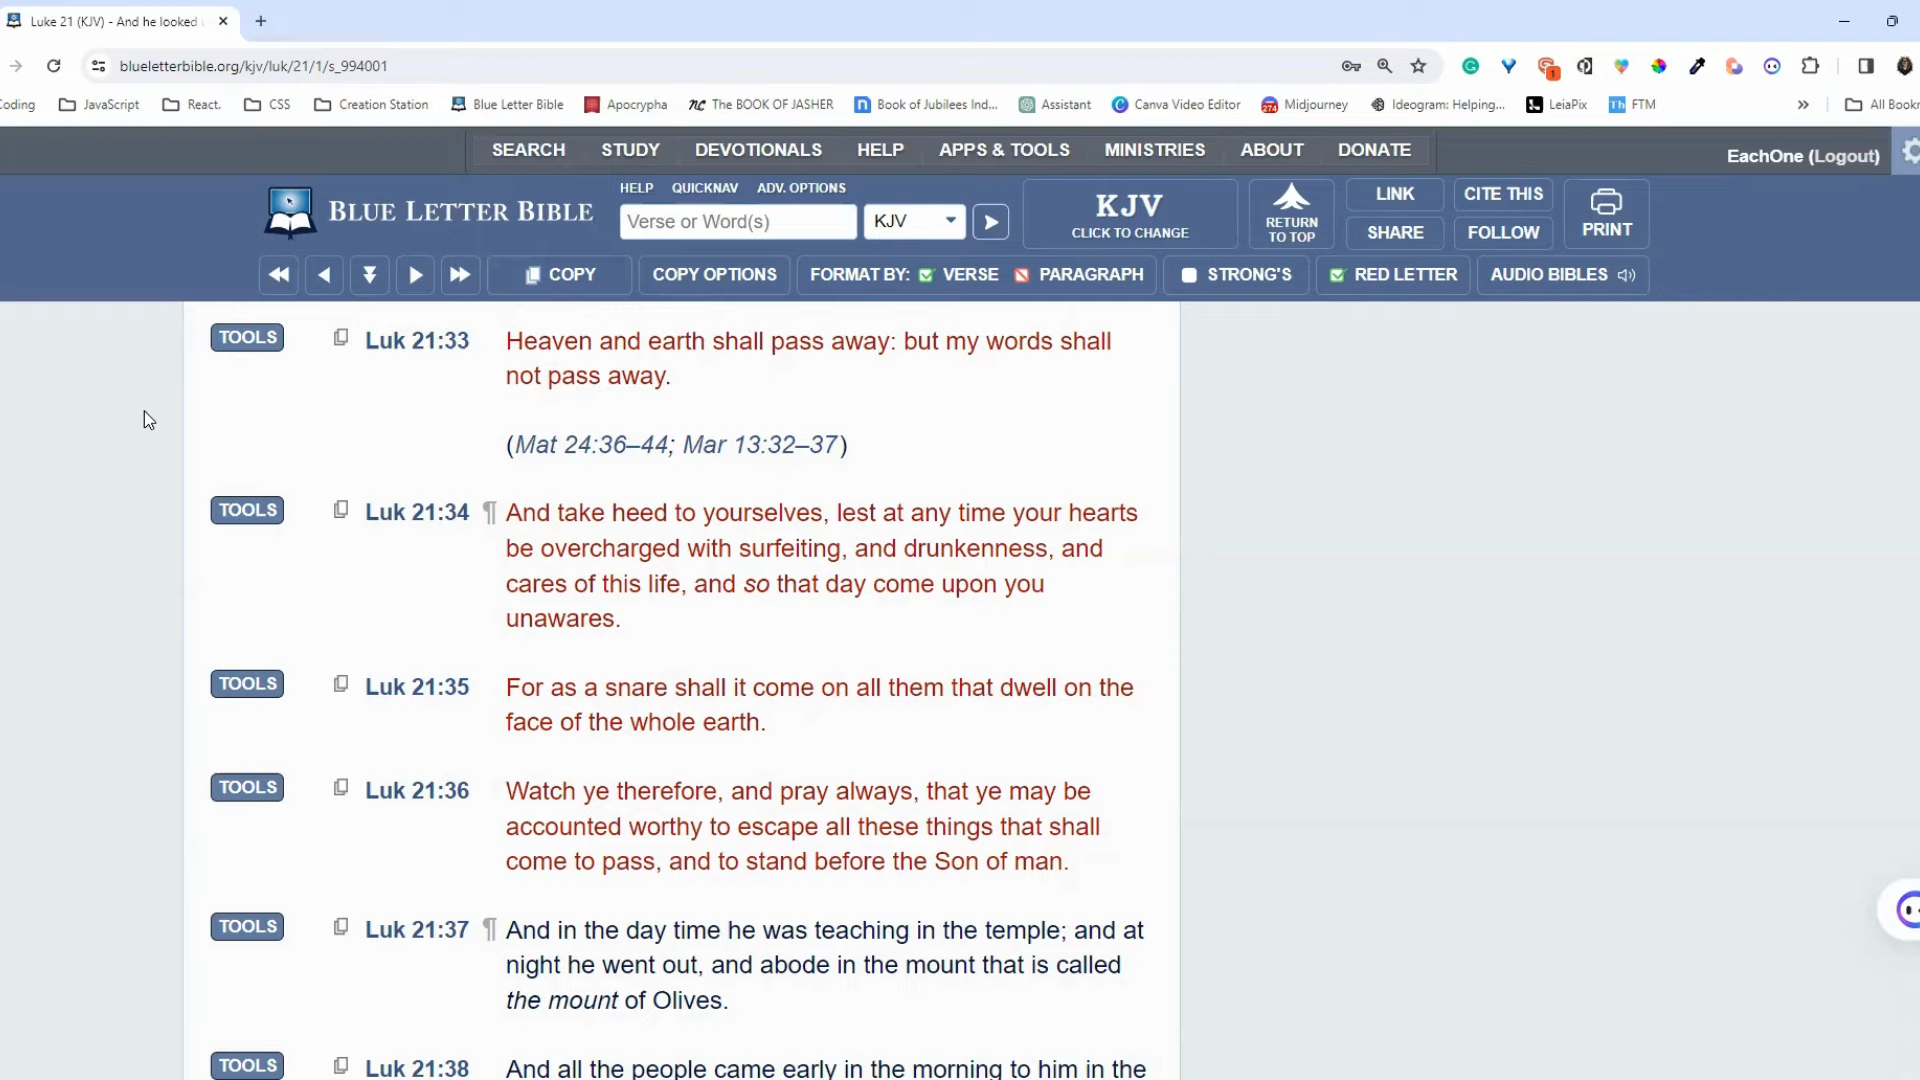 Luke 21 (KJV) - And he looked
blueletterbible.org/kjv/luk/21/1/s_994001
1
oding JavaScript React. CSS Creation Station Blue Letter Bible Apocrypha NC The BOOK OF JASHER Book of Jubilees Ind... Assistant Canva Video Editor 274 Midjourney Ideogram: Helping... LeiaPix Th FTM » All Bookr
SEARCH STUDY DEVOTIONALS HELP APPS & TOOLS MINISTRIES ABOUT DONATE EachOne (Logout)
HELP QUICKNAV ADV. OPTIONS
BLUE LETTER BIBLE
Verse or Word(s) KJV
KJV
CLICK TO CHANGE
RETURN
TO TOP
LINK CITE THIS
SHARE FOLLOW
PRINT
COPY COPY OPTIONS FORMAT BY: VERSE PARAGRAPH STRONG'S RED LETTER AUDIO BIBLES
TOOLS Luk 21:33 Heaven and earth shall pass away: but my words shall
not pass away.
(Mat 24:36–44; Mar 13:32–37)
TOOLS Luk 21:34 ¶ And take heed to yourselves, lest at any time your hearts
be overcharged with surfeiting, and drunkenness, and
cares of this life, and so that day come upon you
unawares.
TOOLS Luk 21:35 For as a snare shall it come on all them that dwell on the
face of the whole earth.
TOOLS Luk 21:36 Watch ye therefore, and pray always, that ye may be
accounted worthy to escape all these things that shall
come to pass, and to stand before the Son of man.
TOOLS Luk 21:37 ¶ And in the day time he was teaching in the temple; and at
night he went out, and abode in the mount that is called
the mount of Olives.
TOOLS Luk 21:38 And all the people came early in the morning to him in the